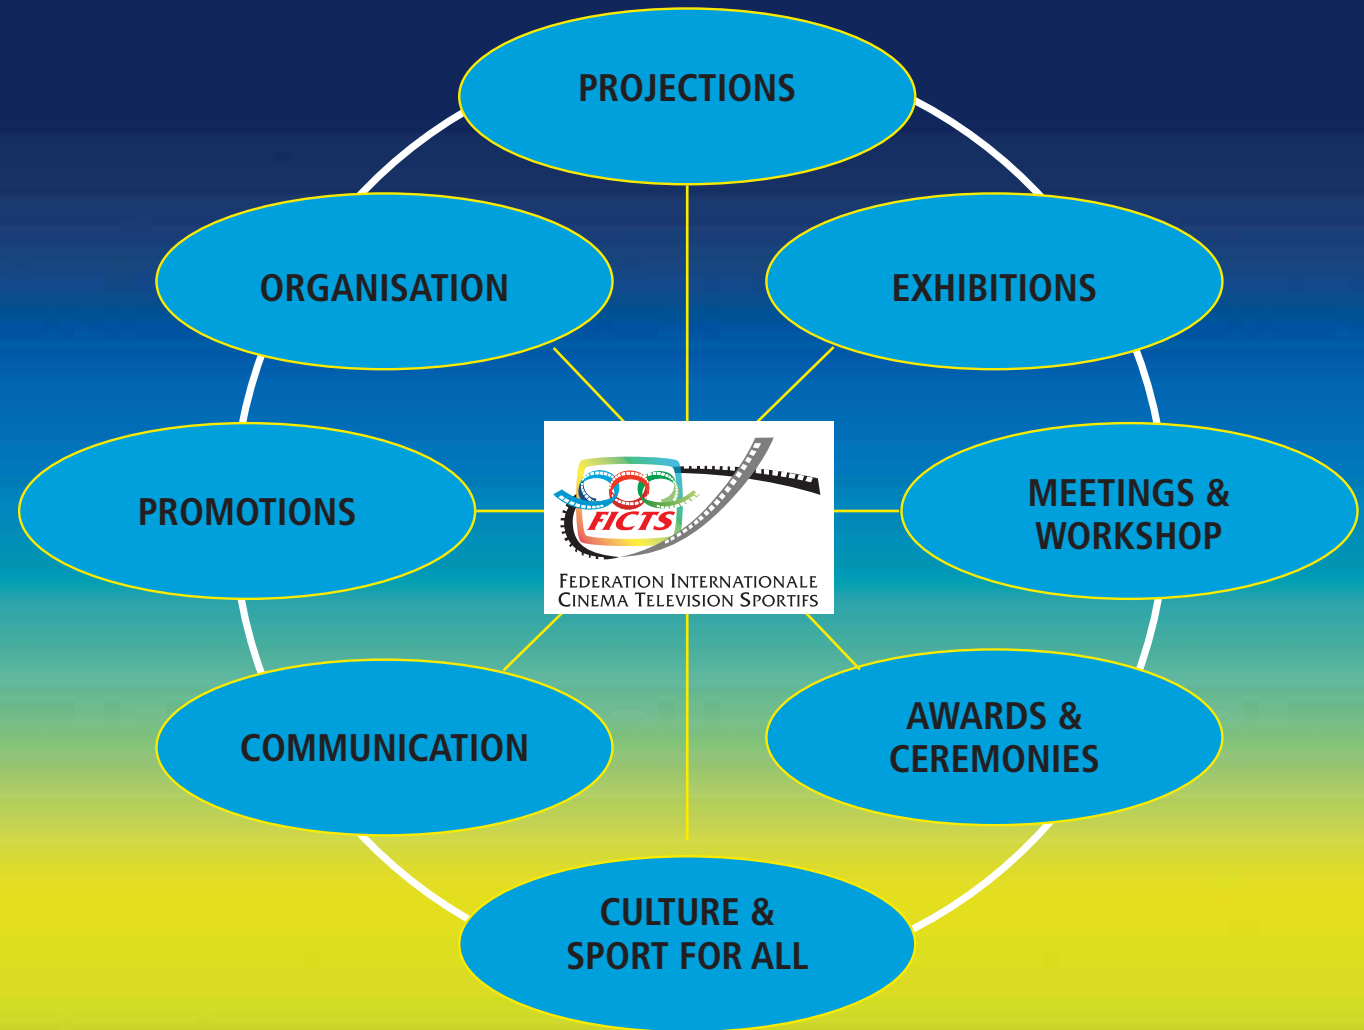 PROJECTIONS
ORGANISATION
EXHIBITIONS
PROMOTIONS
FICTS
FEDERATION INTERNATIONALE
CINEMA TELEVISION SPORTIFS
MEETINGS &
WORKSHOP
COMMUNICATION
AWARDS &
CEREMONIES
CULTURE &
SPORT FOR ALL